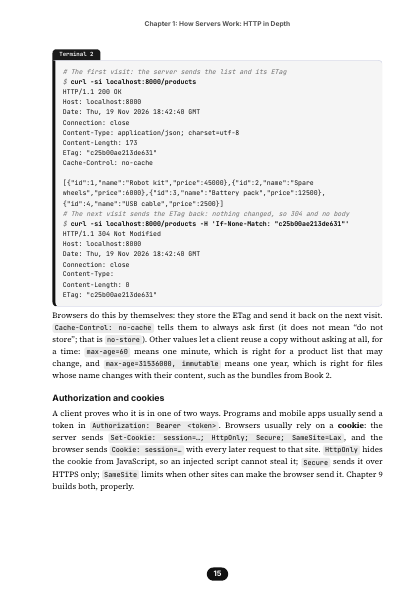 Chapter 1: How Servers Work: HTTP in Depth
Terminal 2
# The first visit: the server sends the list and its ETag
$ curl -si localhost:8000/products
HTTP/1.1 200 OK
Host: localhost:8000
Date: Thu, 19 Nov 2026 18:42:40 GMT
Connection: close
Content-Type: application/json; charset=utf-8
Content-Length: 173
ETag: "c25b00ae213de631"
Cache-Control: no-cache
[{"id":1,"name":"Robot kit","price":45000},{"id":2,"name":"Spare
wheels","price":6000},{"id":3,"name":"Battery pack","price":12500},
{"id":4,"name":"USB cable","price":2500}]
# The next visit sends the ETag back: nothing changed, so 304 and no body
$ curl -si localhost:8000/products -H 'If-None-Match: "c25b00ae213de631"'
HTTP/1.1 304 Not Modified
Host: localhost:8000
Date: Thu, 19 Nov 2026 18:42:40 GMT
Connection: close
Content-Type:
Content-Length: 0
ETag: "c25b00ae213de631"
Browsers do this by themselves: they store the ETag and send it back on the next visit.
Cache-Control: no-cache tells them to always ask first (it does not mean “do not
store”; that is no-store). Other values let a client reuse a copy without asking at all, for
a time: max-age=60 means one minute, which is right for a product list that may
change, and max-age=31536000, immutable means one year, which is right for files
whose name changes with their content, such as the bundles from Book 2.
Authorization and cookies
A client proves who it is in one of two ways. Programs and mobile apps usually send a
token in Authorization: Bearer <token>. Browsers usually rely on a cookie: the
server sends Set-Cookie: session=…; HttpOnly; Secure; SameSite=Lax, and the
browser sends Cookie: session=… with every later request to that site. HttpOnly hides
the cookie from JavaScript, so an injected script cannot steal it; Secure sends it over
HTTPS only; SameSite limits when other sites can make the browser send it. Chapter 9
builds both, properly.
15